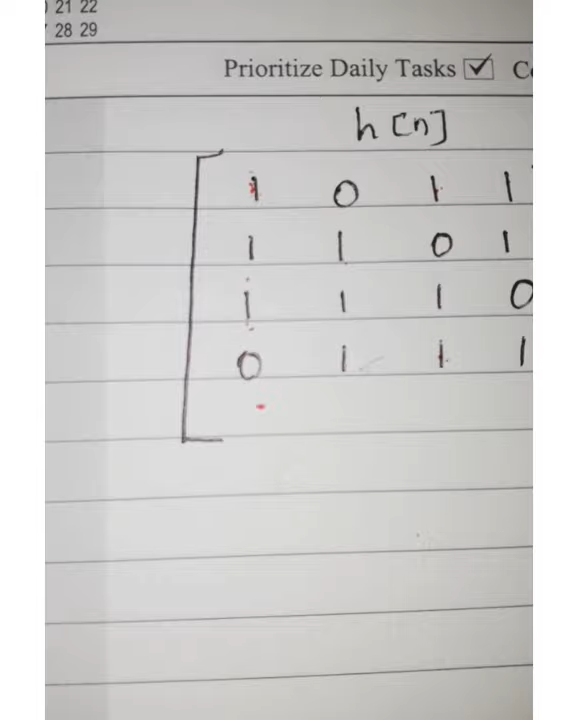 21 22
28 29
Prioritize Daily Tasks
h[n]
1 0 1 1
1 1 0 1
1 1 1 0
0 1 1 1